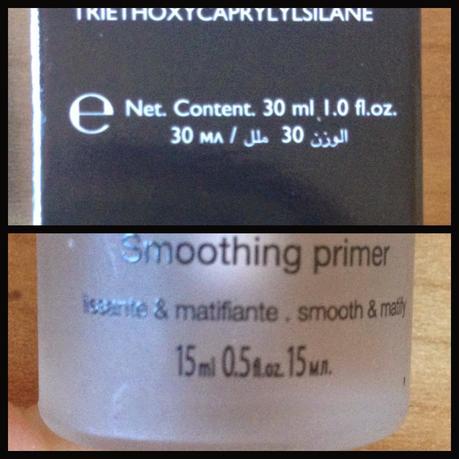 TRIETHOXYCAPRYLYLSILANE
℮ Net. Content. 30 ml 1.0 fl.oz.
30 мл / الوزن 30 ملل
Smoothing primer
lissante & matifiante . smooth & matify
15ml 0.5fl.oz. 15мл.